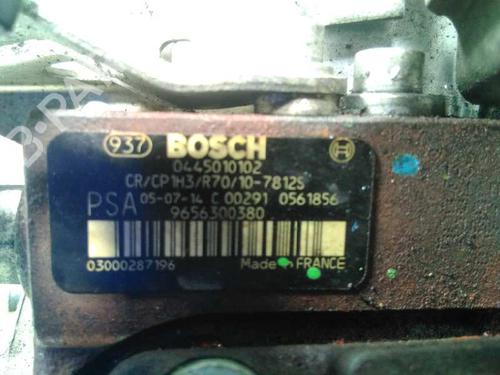 937 BOSCH
0445010102
CR/CP1H3/R70/10-7812S
PSA 05-07-14 C 00291 0561856
9656300380
03000287196 Made in FRANCE
B-PA